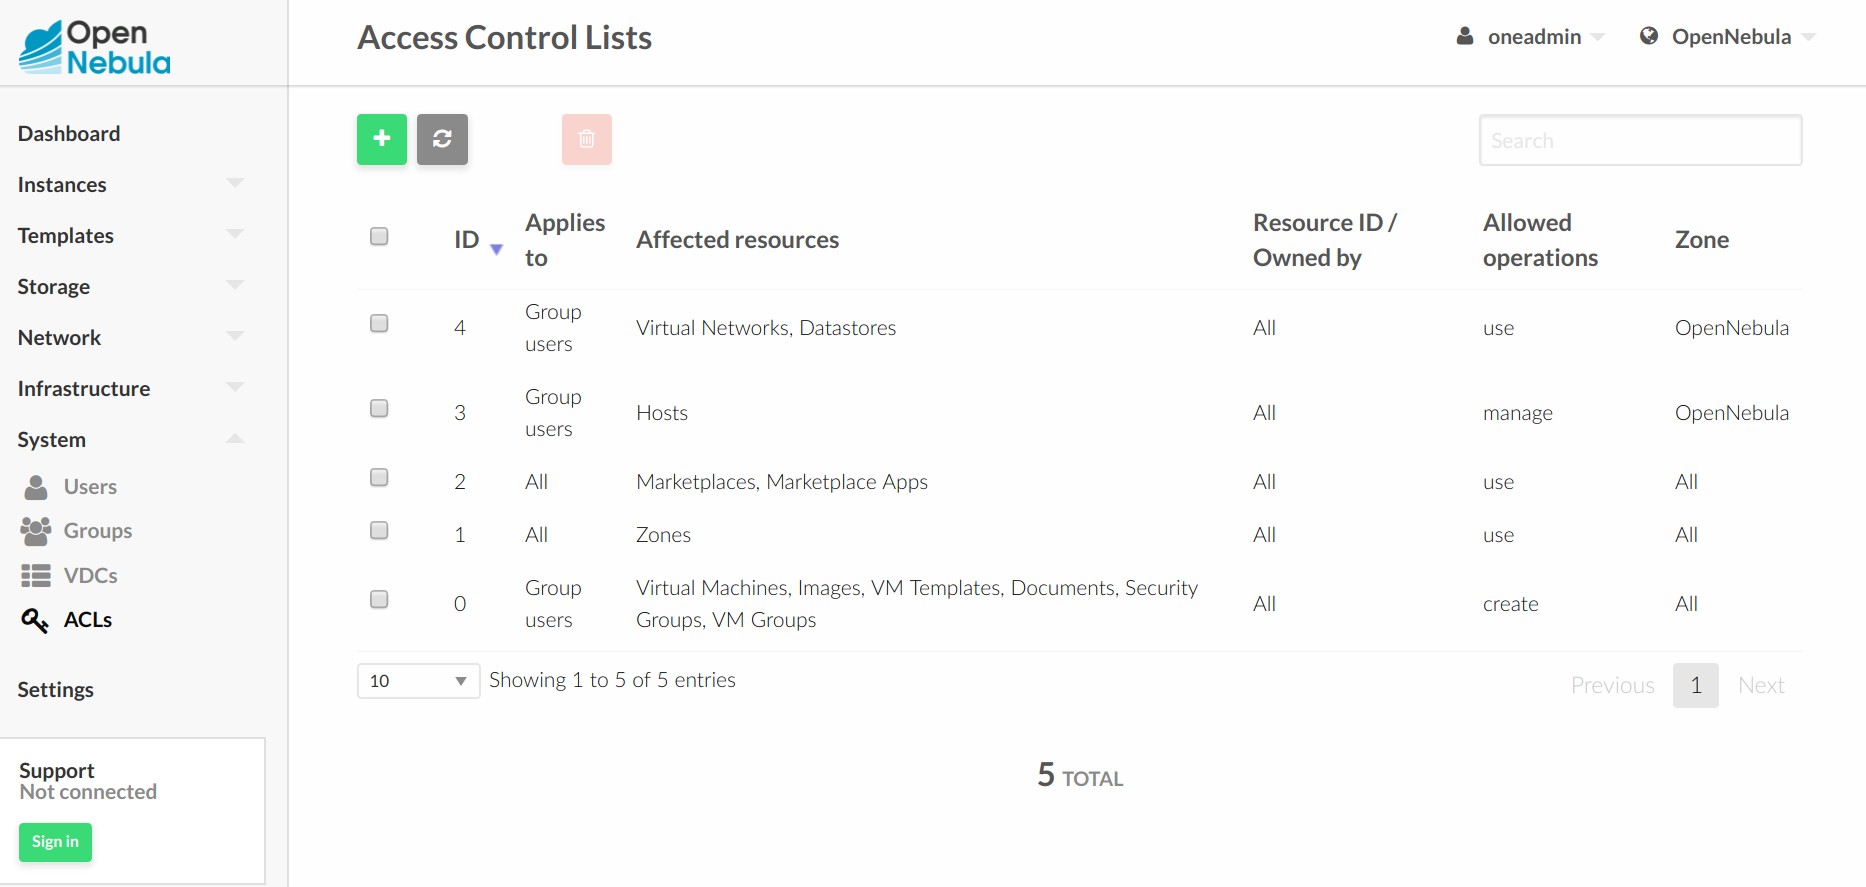 Open
Nebula
Access Control Lists
oneadmin
OpenNebula
Dashboard
Instances
Templates
Storage
Network
Infrastructure
System
Users
Groups
VDCs
ACLs
Settings
Support
Not connected
Sign in
Search
ID
Applies
to
Affected resources
Resource ID /
Owned by
Allowed
operations
Zone
4
Group
users
Virtual Networks, Datastores
All
use
OpenNebula
3
Group
users
Hosts
All
manage
OpenNebula
2
All
Marketplaces, Marketplace Apps
All
use
All
1
All
Zones
All
use
All
0
Group
users
Virtual Machines, Images, VM Templates, Documents, Security
Groups, VM Groups
All
create
All
10
Showing 1 to 5 of 5 entries
Previous
1
Next
5 TOTAL